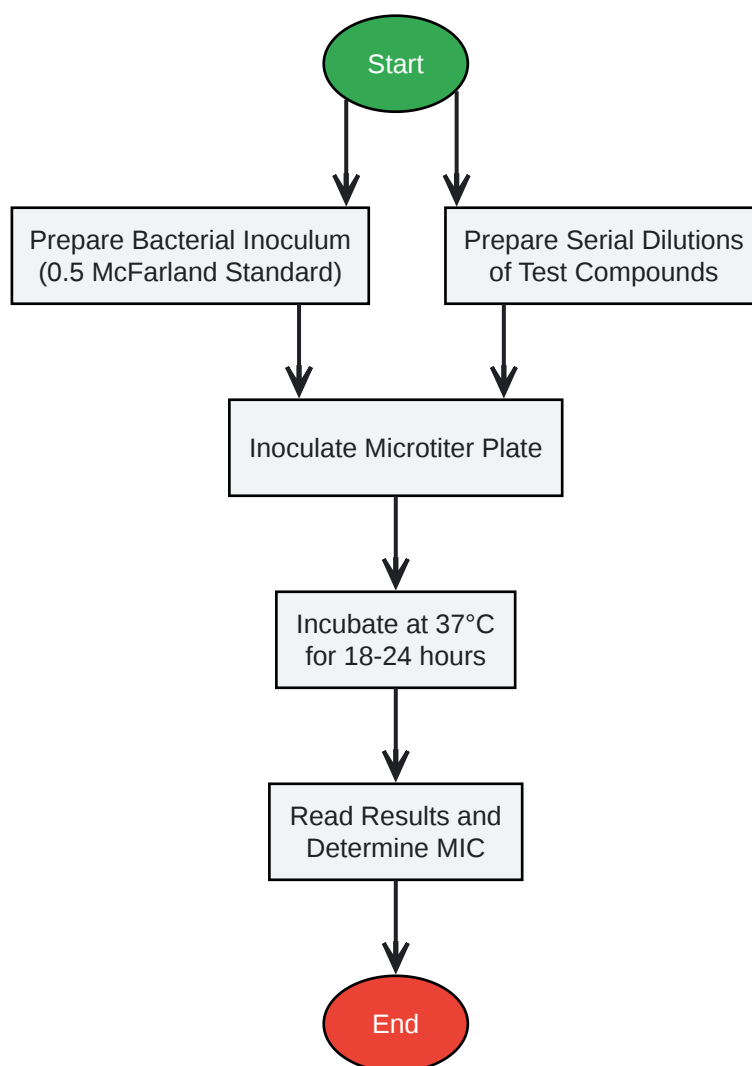 Start
Prepare Bacterial Inoculum
(0.5 McFarland Standard)
Prepare Serial Dilutions
of Test Compounds
Inoculate Microtiter Plate
Incubate at 37°C
for 18-24 hours
Read Results and
Determine MIC
End